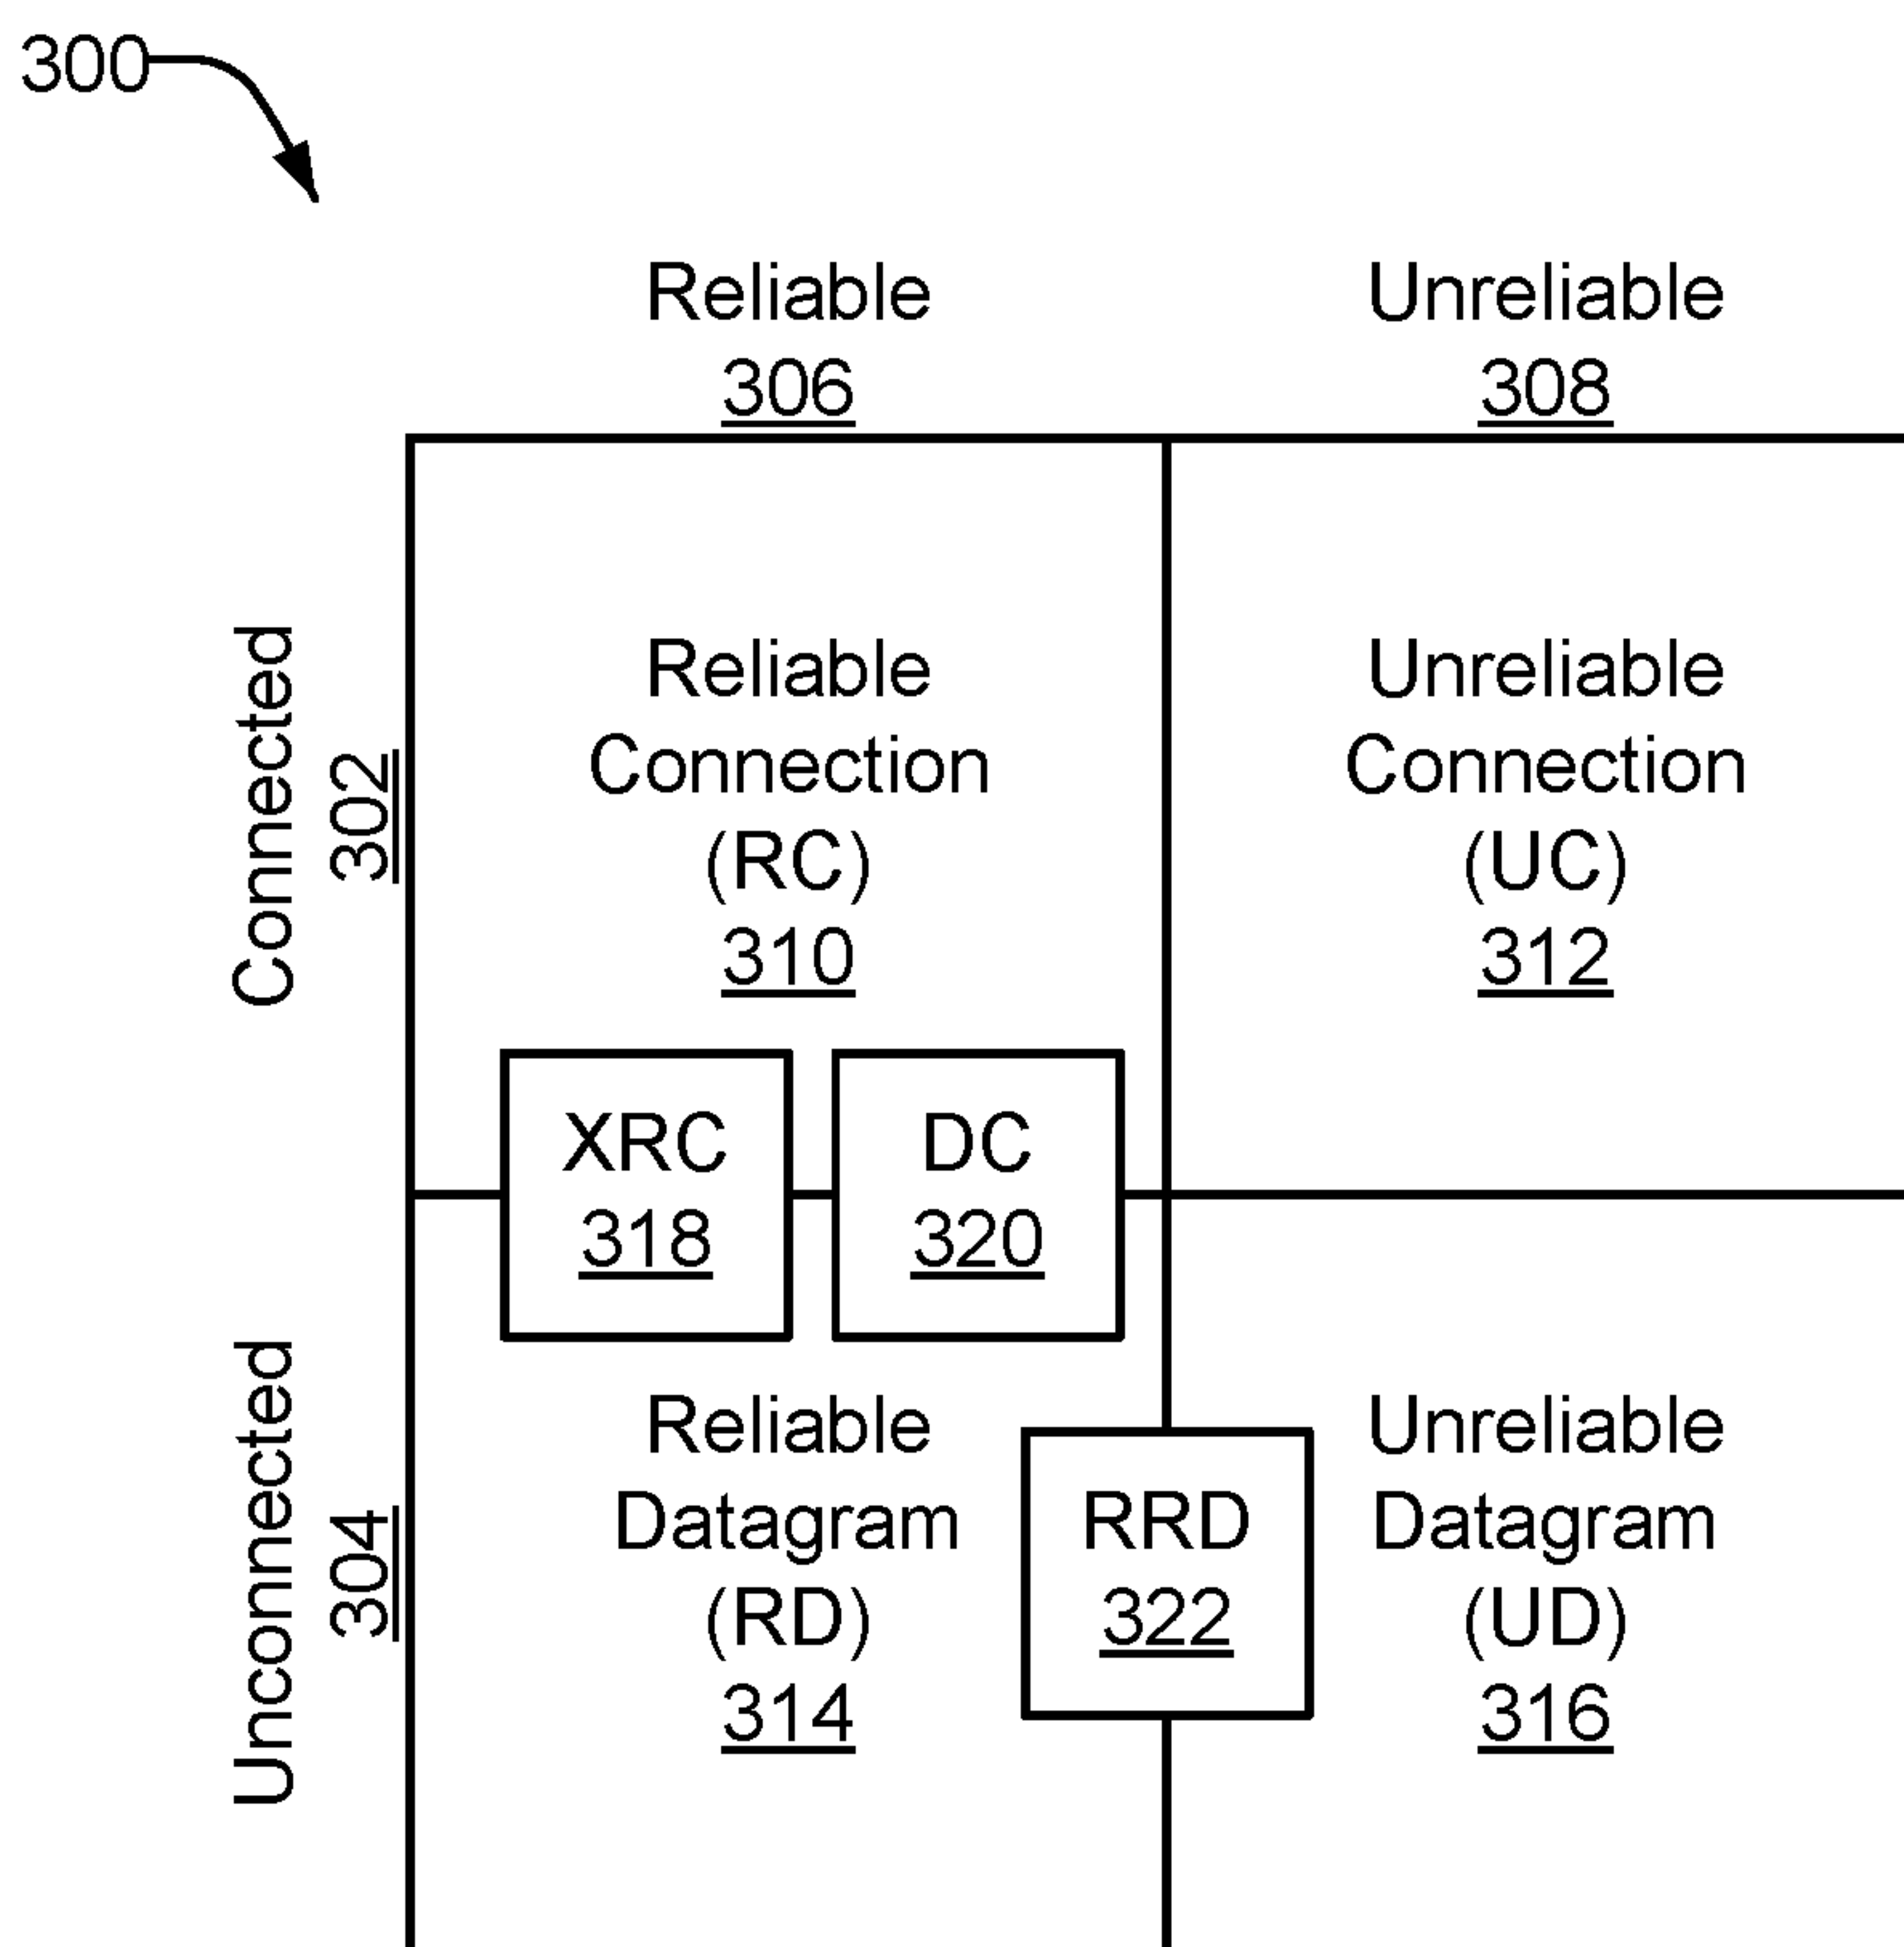 300
Reliable
306
Unreliable
308
Connected
302
Reliable
Connection
(RC)
310
Unreliable
Connection
(UC)
312
XRC
318
DC
320
Unconnected
304
Reliable
Datagram
(RD)
314
RRD
322
Unreliable
Datagram
(UD)
316